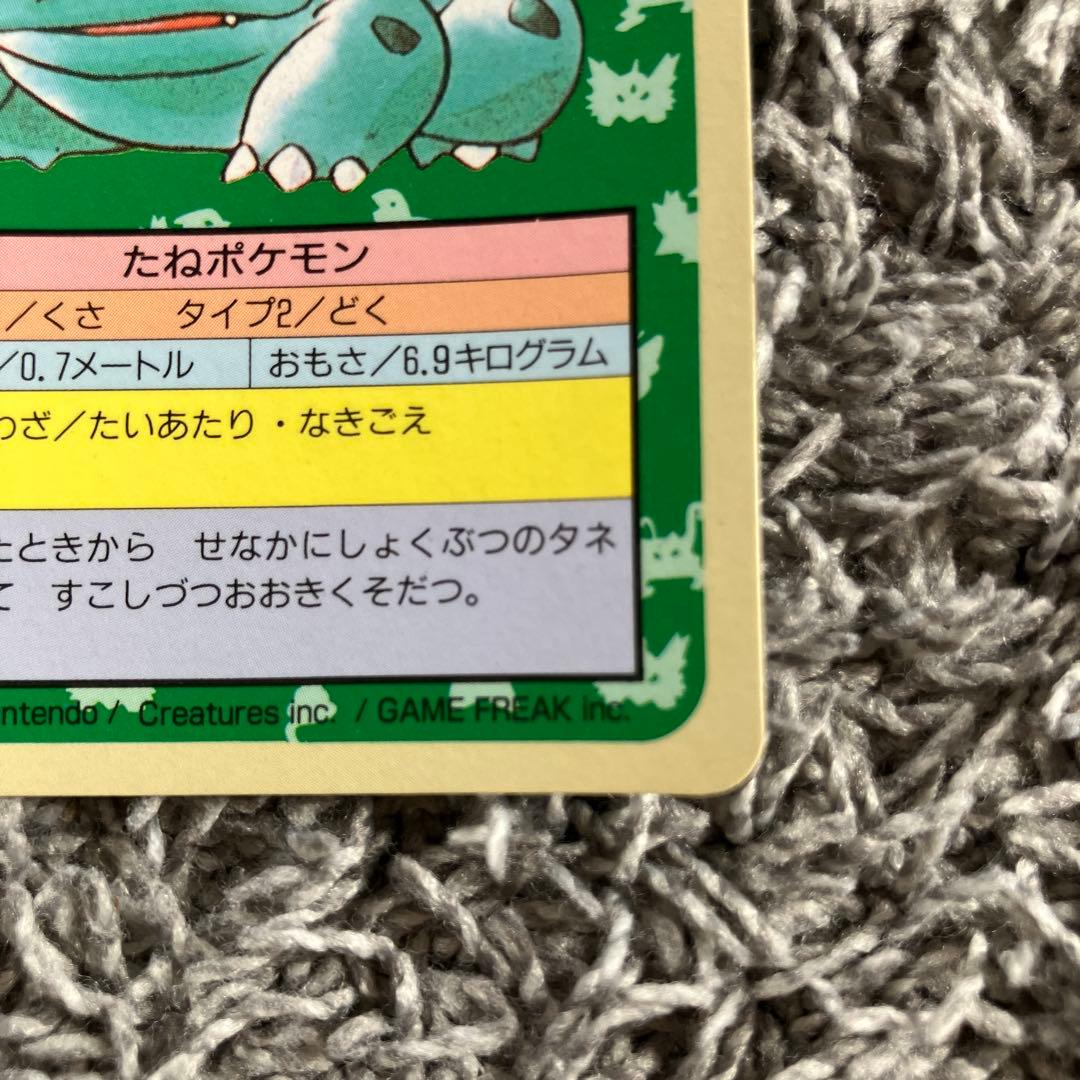 たねポケモン
／くさ　タイプ2／どく
／0.7メートル　おもさ／6.9キログラム
わざ／たいあたり・なきごえ
たときから　せなかにしょくぶつのタネ
て　すこしづつおおきくそだつ。
ntendo / Creatures inc. / GAME FREAK inc.